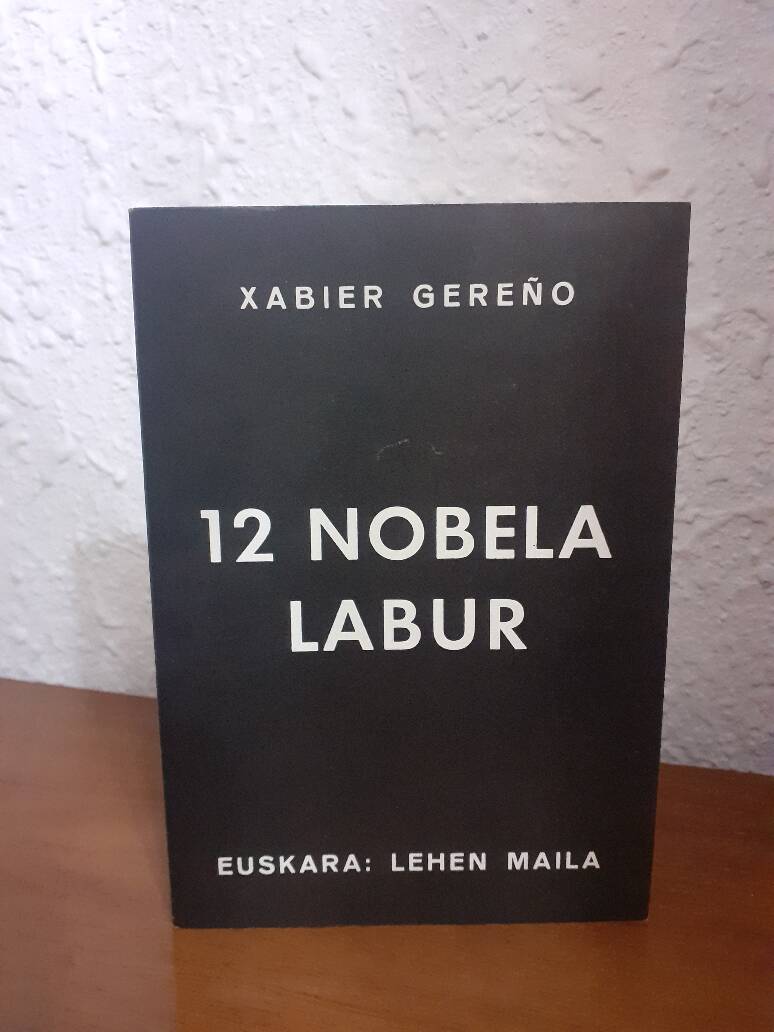 XABIER GEREÑO
12 NOBELA
LABUR
EUSKARA: LEHEN MAILA